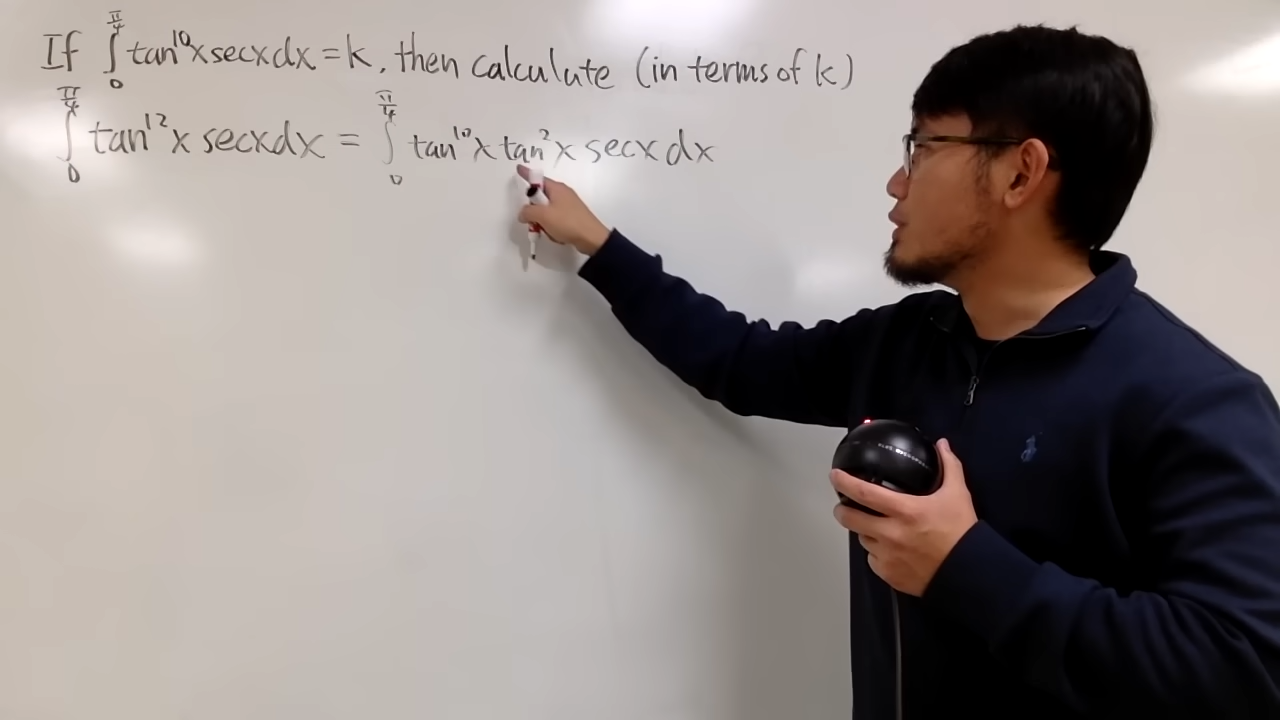 If ∫₀^{π/4} tan¹⁰x secx dx = k, then calculate (in terms of k)
∫₀^{π/4} tan¹²x secx dx = ∫₀^{π/4} tan¹⁰x tan²x secx dx